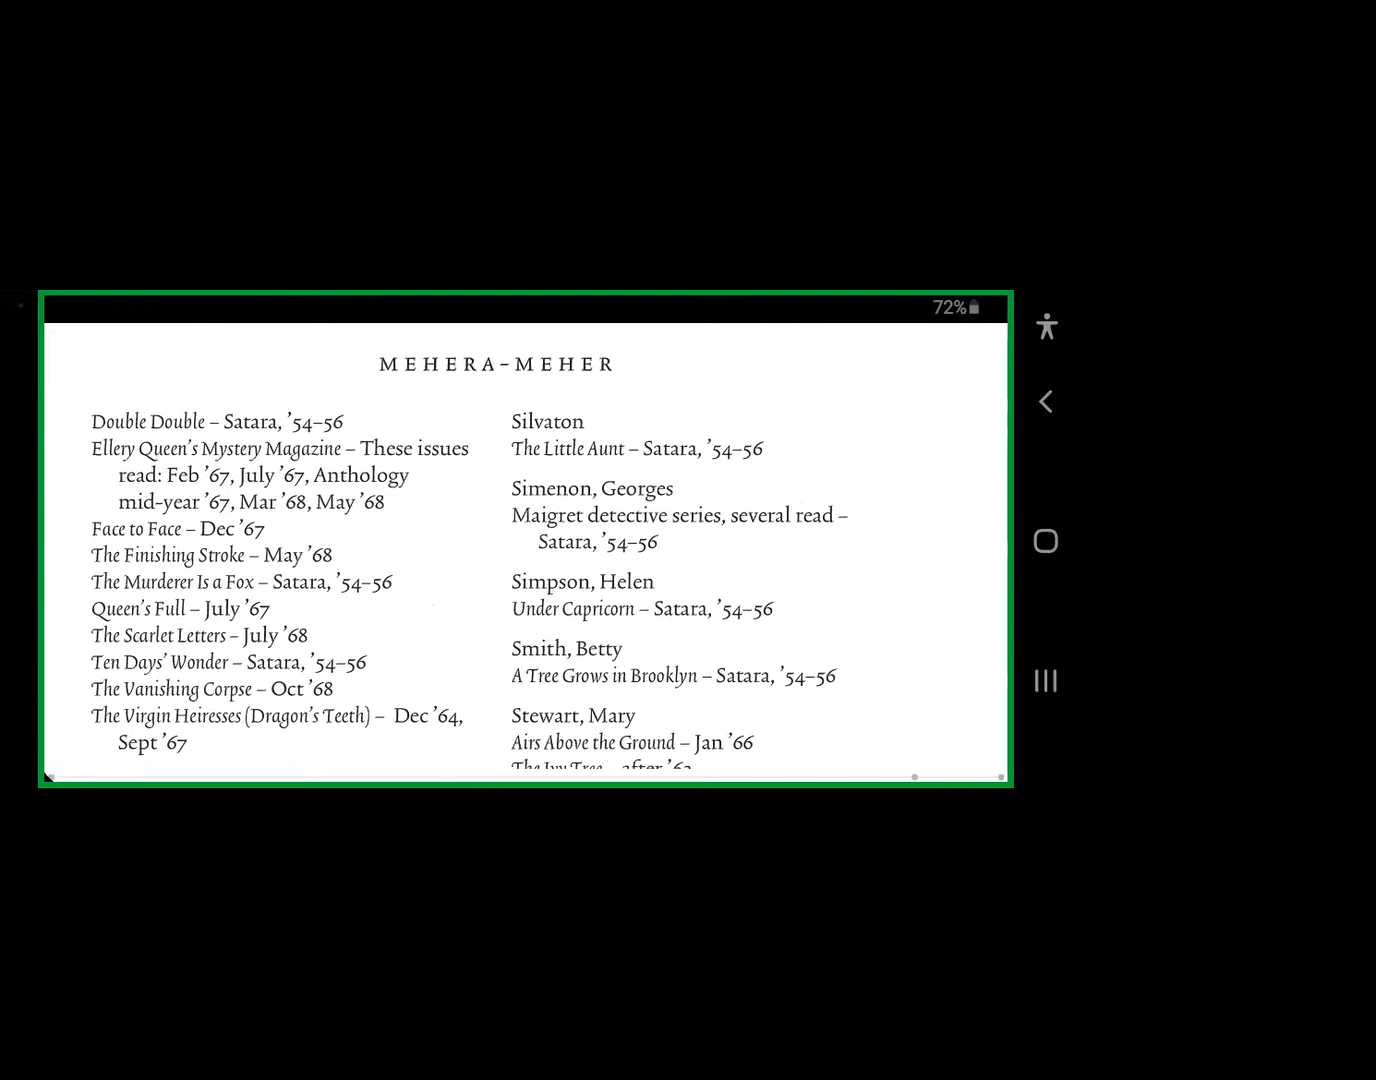 72%
MEHERA–MEHER
Double Double – Satara, ’54–56
Ellery Queen’s Mystery Magazine – These issues
read: Feb ’67, July ’67, Anthology
mid-year ’67, Mar ’68, May ’68
Face to Face – Dec ’67
The Finishing Stroke – May ’68
The Murderer Is a Fox – Satara, ’54–56
Queen’s Full – July ’67
The Scarlet Letters – July ’68
Ten Days’ Wonder – Satara, ’54–56
The Vanishing Corpse – Oct ’68
The Virgin Heiresses (Dragon’s Teeth) – Dec ’64,
Sept ’67
Silvaton
The Little Aunt – Satara, ’54–56
Simenon, Georges
Maigret detective series, several read –
Satara, ’54–56
Simpson, Helen
Under Capricorn – Satara, ’54–56
Smith, Betty
A Tree Grows in Brooklyn – Satara, ’54–56
Stewart, Mary
Airs Above the Ground – Jan ’66
The Ivy Tree – after